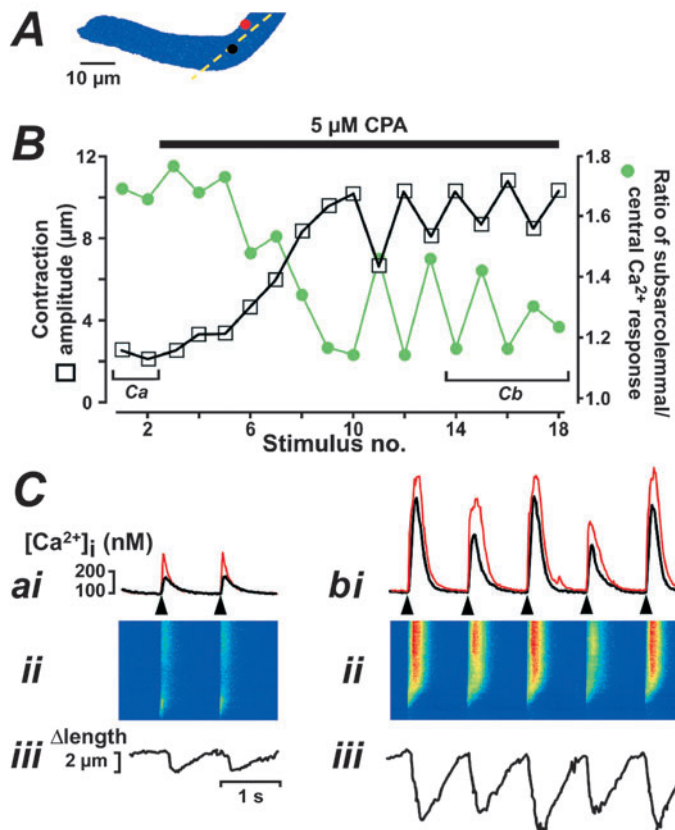 A
10 µm
5 µM CPA
B
12
8
4
0
Contraction
amplitude (µm)
1.8
1.6
1.4
1.2
1.0
Ratio of subsarcolemmal/
central Ca²⁺ response
Ca
Cb
2 6 10 14 18
Stimulus no.
C
[Ca²⁺]i (nM)
200
100
ai
bi
ii
ii
iii
Δlength
2 µm
1 s
iii